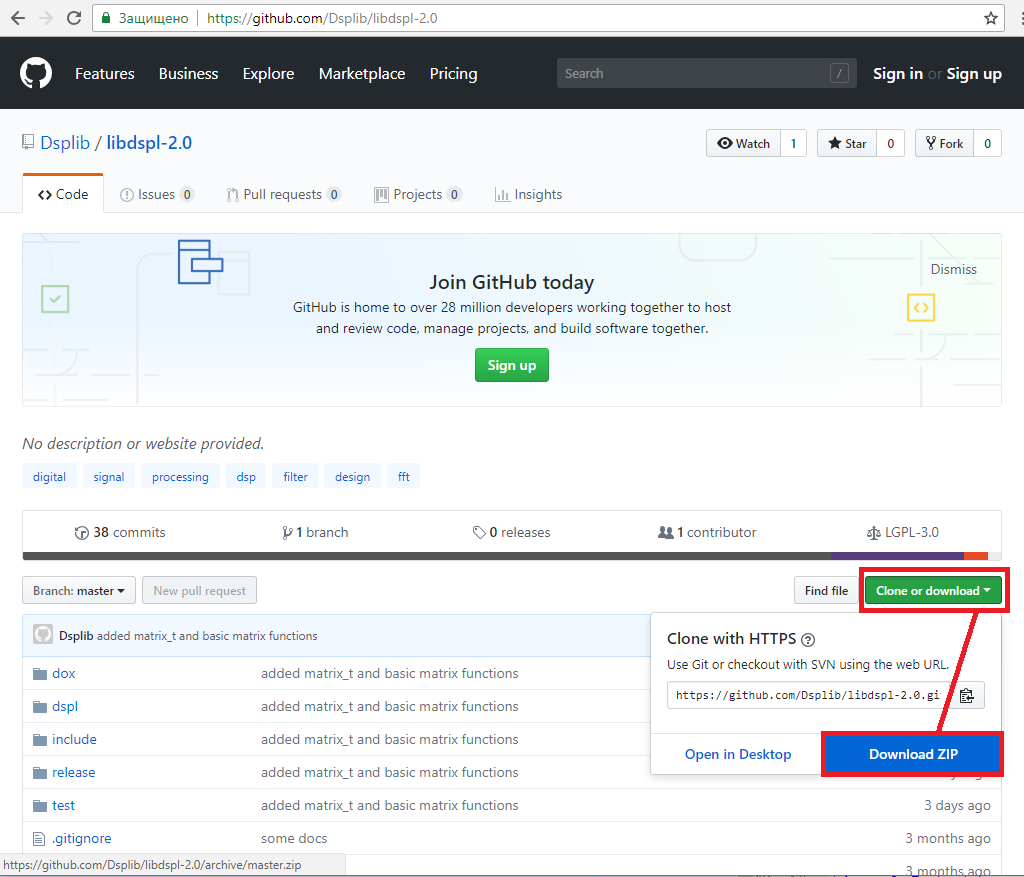 Защищено https://github.com/Dsplib/libdspl-2.0
Features Business Explore Marketplace Pricing Search / Sign in or Sign up
Dsplib / libdspl-2.0 Watch 1 Star 0 Fork 0
Code Issues 0 Pull requests 0 Projects 0 Insights
Dismiss
Join GitHub today
GitHub is home to over 28 million developers working together to host
and review code, manage projects, and build software together.
Sign up
No description or website provided.
digital signal processing dsp filter design fft
38 commits 1 branch 0 releases 1 contributor LGPL-3.0
Branch: master New pull request Find file Clone or download
Dsplib added matrix_t and basic matrix functions
Clone with HTTPS ?
Use Git or checkout with SVN using the web URL.
https://github.com/Dsplib/libdspl-2.0.gi
Open in Desktop Download ZIP
dox added matrix_t and basic matrix functions
dspl added matrix_t and basic matrix functions
include added matrix_t and basic matrix functions
release added matrix_t and basic matrix functions
test added matrix_t and basic matrix functions 3 days ago
.gitignore some docs 3 months ago
https://github.com/Dsplib/libdspl-2.0/archive/master.zip 3 months ago